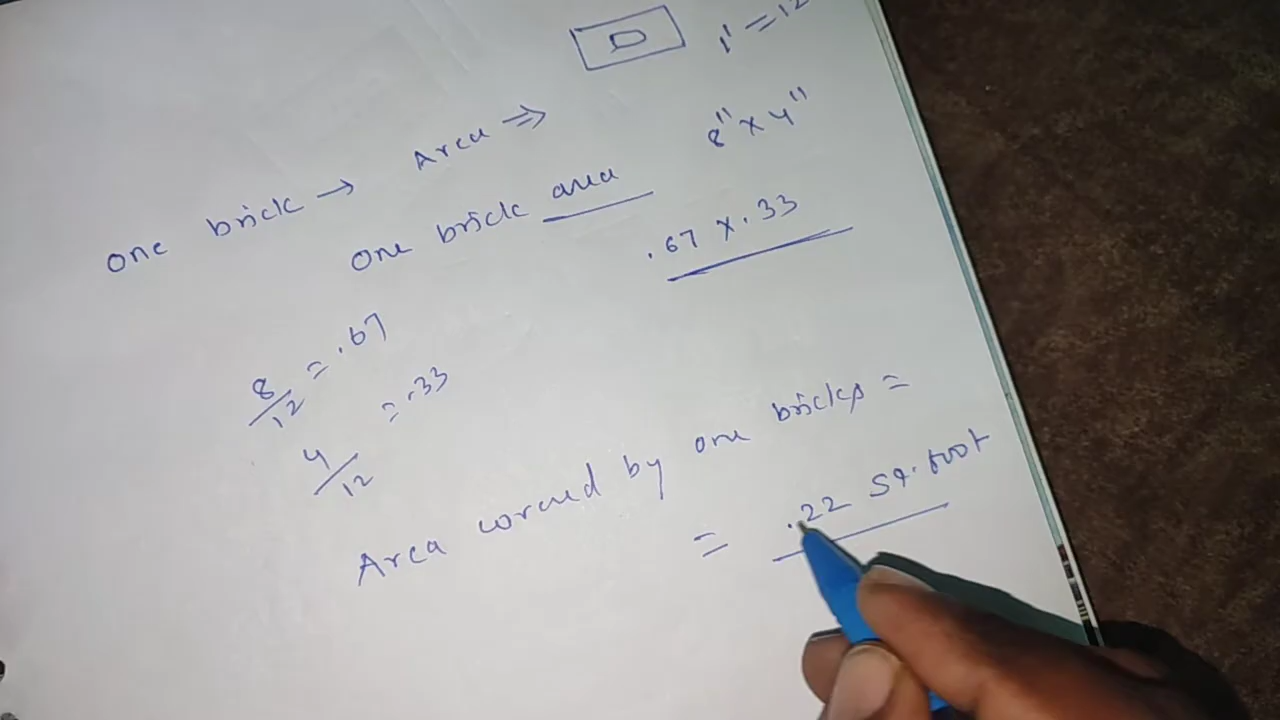 1' = 12
one brick → Area ⇒
8" x 4"
One brick area
.67 x .33
8/12 = .67
4/12 = .33
Area covered by one bricks =
= .22 Sq. foot